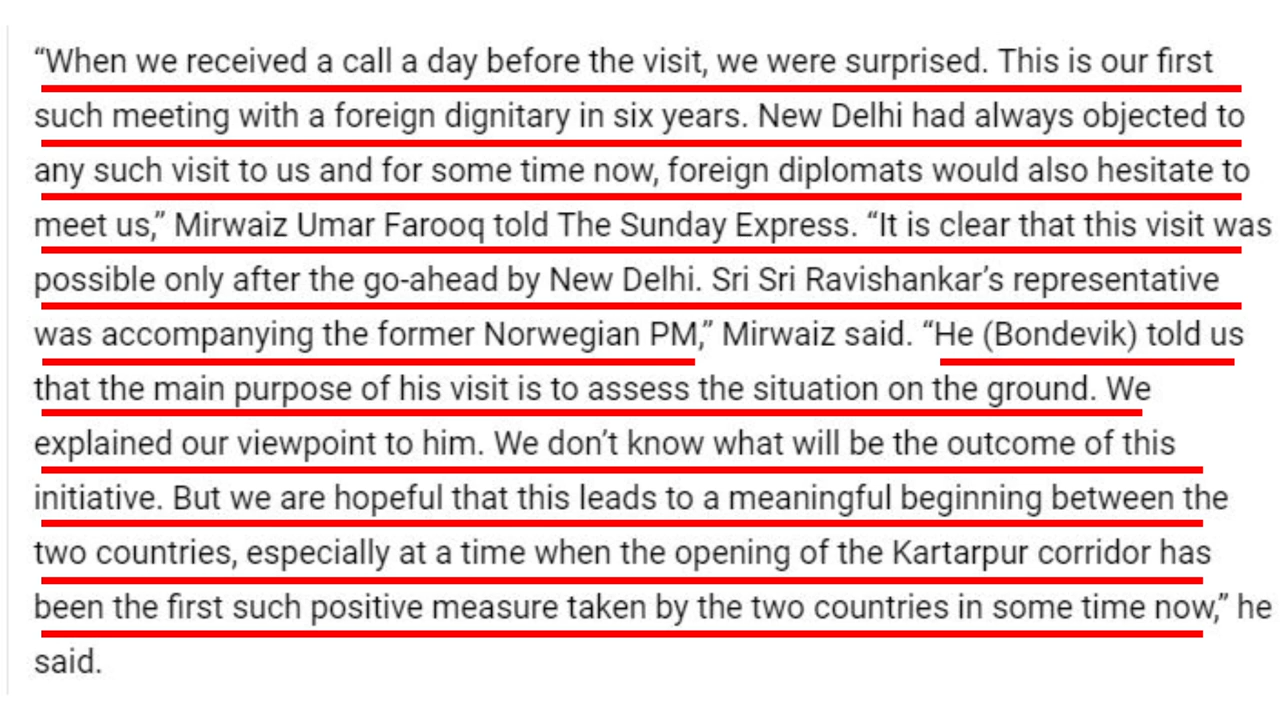 “When we received a call a day before the visit, we were surprised. This is our first
such meeting with a foreign dignitary in six years. New Delhi had always objected to
any such visit to us and for some time now, foreign diplomats would also hesitate to
meet us,” Mirwaiz Umar Farooq told The Sunday Express. “It is clear that this visit was
possible only after the go-ahead by New Delhi. Sri Sri Ravishankar’s representative
was accompanying the former Norwegian PM,” Mirwaiz said. “He (Bondevik) told us
that the main purpose of his visit is to assess the situation on the ground. We
explained our viewpoint to him. We don’t know what will be the outcome of this
initiative. But we are hopeful that this leads to a meaningful beginning between the
two countries, especially at a time when the opening of the Kartarpur corridor has
been the first such positive measure taken by the two countries in some time now,” he
said.